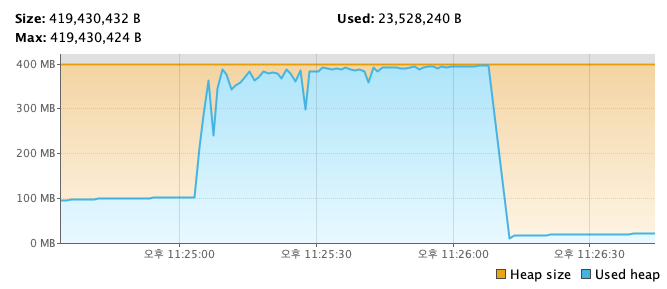 Size: 419,430,432 B Used: 23,528,240 B
Max: 419,430,424 B
400 MB
300 MB
200 MB
100 MB
0 MB
오후 11:25:00 오후 11:25:30 오후 11:26:00 오후 11:26:30
Heap size Used heap